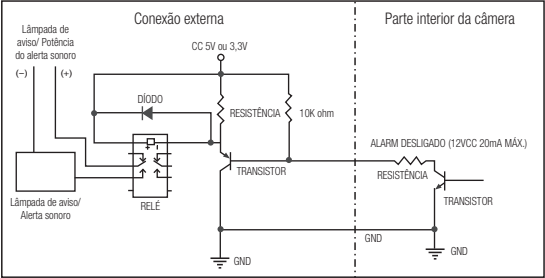 Conexão externa
Parte interior da câmera
Lâmpada de
aviso/ Potência
do alerta sonoro
(−)
(+)
CC 5V ou 3,3V
DÍODO
RESISTÊNCIA
10K ohm
ALARM DESLIGADO (12VCC 20mA MÁX.)
RESISTÊNCIA
TRANSISTOR
TRANSISTOR
Lâmpada de aviso/
Alerta sonoro
RELÉ
GND
GND
GND